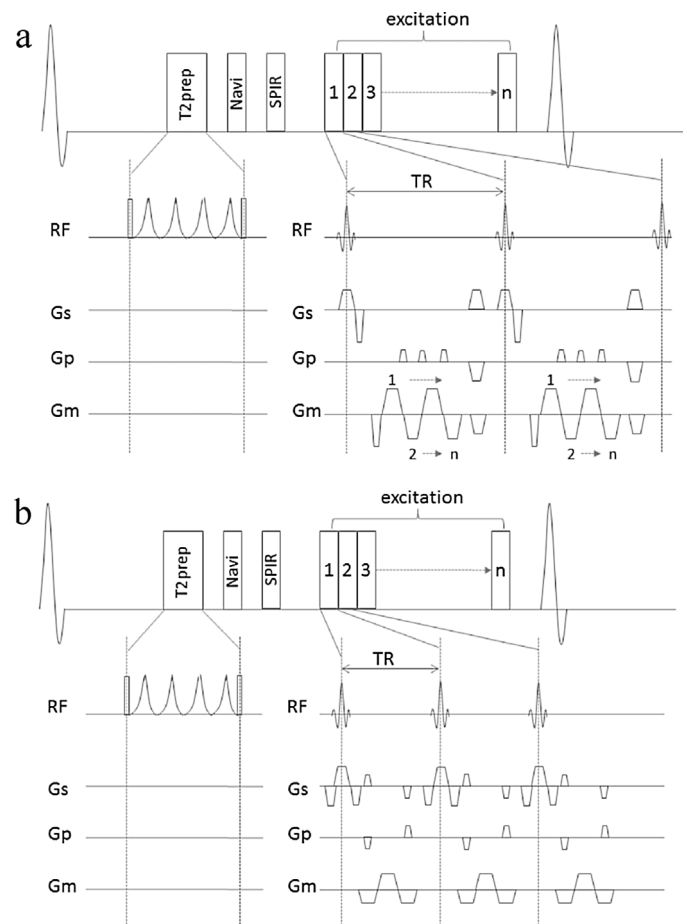 a
excitation
T2prep
Navi
SPIR
1 2 3 n
TR
RF RF
Gs Gs
Gp Gp
1
Gm Gm
1
2 n 2 n
b
excitation
T2prep
Navi
SPIR
1 2 3 n
TR
RF RF
Gs Gs
Gp Gp
Gm Gm